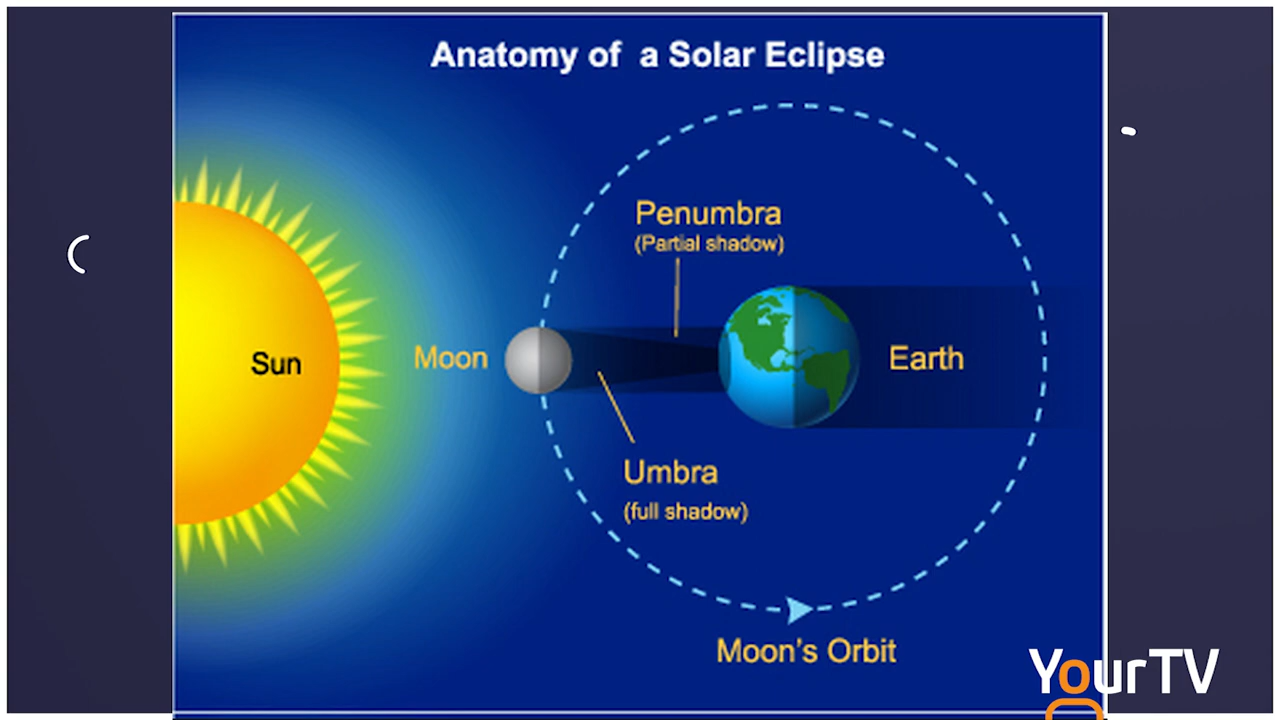 Anatomy of a Solar Eclipse
Penumbra
(Partial shadow)
Sun
Moon
Earth
Umbra
(full shadow)
Moon's Orbit
YourTV